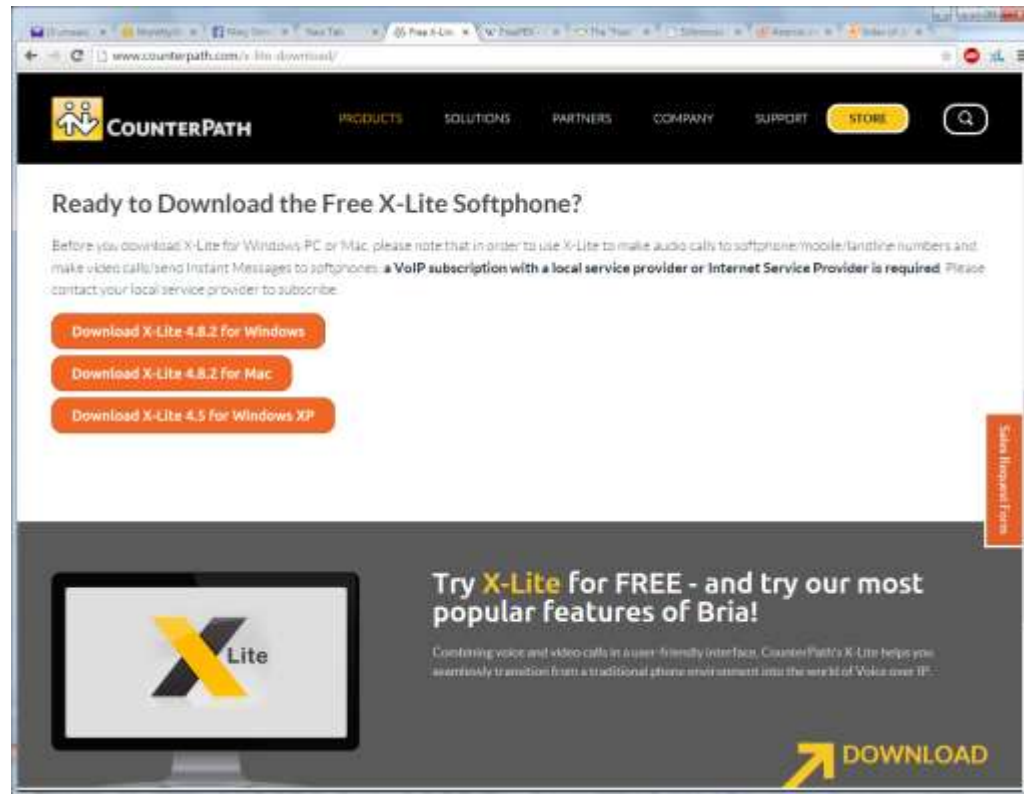 www.counterpath.com/x-lite-download/
COUNTERPATH
PRODUCTS
SOLUTIONS
PARTNERS
COMPANY
SUPPORT
STORE
Ready to Download the Free X-Lite Softphone?
Before you download X-Lite for Windows PC or Mac, please note that in order to use X-Lite to make audio calls to softphone/mobile/landline numbers and
make video calls/send Instant Messages to softphones, a VoIP subscription with a local service provider or Internet Service Provider is required. Please
contact your local service provider to subscribe.
Download X-Lite 4.8.2 for Windows
Download X-Lite 4.8.2 for Mac
Download X-Lite 4.5 for Windows XP
Sales Request Form
X Lite
Try X-Lite for FREE - and try our most
popular features of Bria!
Combining voice and video calls in a user-friendly interface, CounterPath's X-Lite helps you
seamlessly transition from a traditional phone environment into the world of Voice over IP.
DOWNLOAD